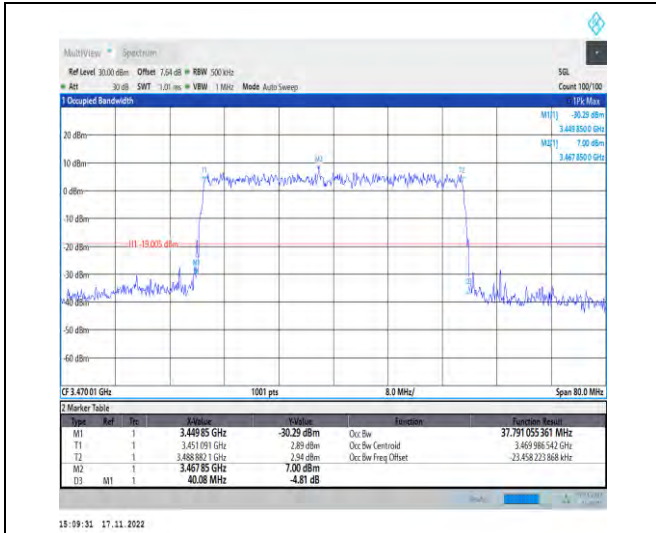 MultiView Spectrum
Ref Level 30.00 dBm Offset 7.64 dB RBW 500 kHz SGL
Att 30 dB SWT 1.01 ms VBW 1 MHz Mode Auto Sweep Count 100/100
1 Occupied Bandwidth 1Pk Max
M1[1] -30.29 dBm
3.449 850 0 GHz
M2[1] 7.00 dBm
3.467 850 0 GHz
20 dBm
10 dBm
T1 M2 T2
0 dBm
-10 dBm
-20 dBm
H1 -19.005 dBm
-30 dBm
M1
-40 dBm
-50 dBm
-60 dBm
CF 3.470 01 GHz 1001 pts 8.0 MHz/ Span 80.0 MHz
2 Marker Table
Type Ref Trc X-Value Y-Value Function Function Result
M1 1 3.449 85 GHz -30.29 dBm Occ Bw 37.791 055 361 MHz
T1 1 3.451 091 GHz 2.89 dBm Occ Bw Centroid 3.469 986 542 GHz
T2 1 3.488 882 1 GHz 2.94 dBm Occ Bw Freq Offset -23.458 223 868 kHz
M2 1 3.467 85 GHz 7.00 dBm
D3 M1 1 40.08 MHz -4.81 dB
15:09:31 17.11.2022